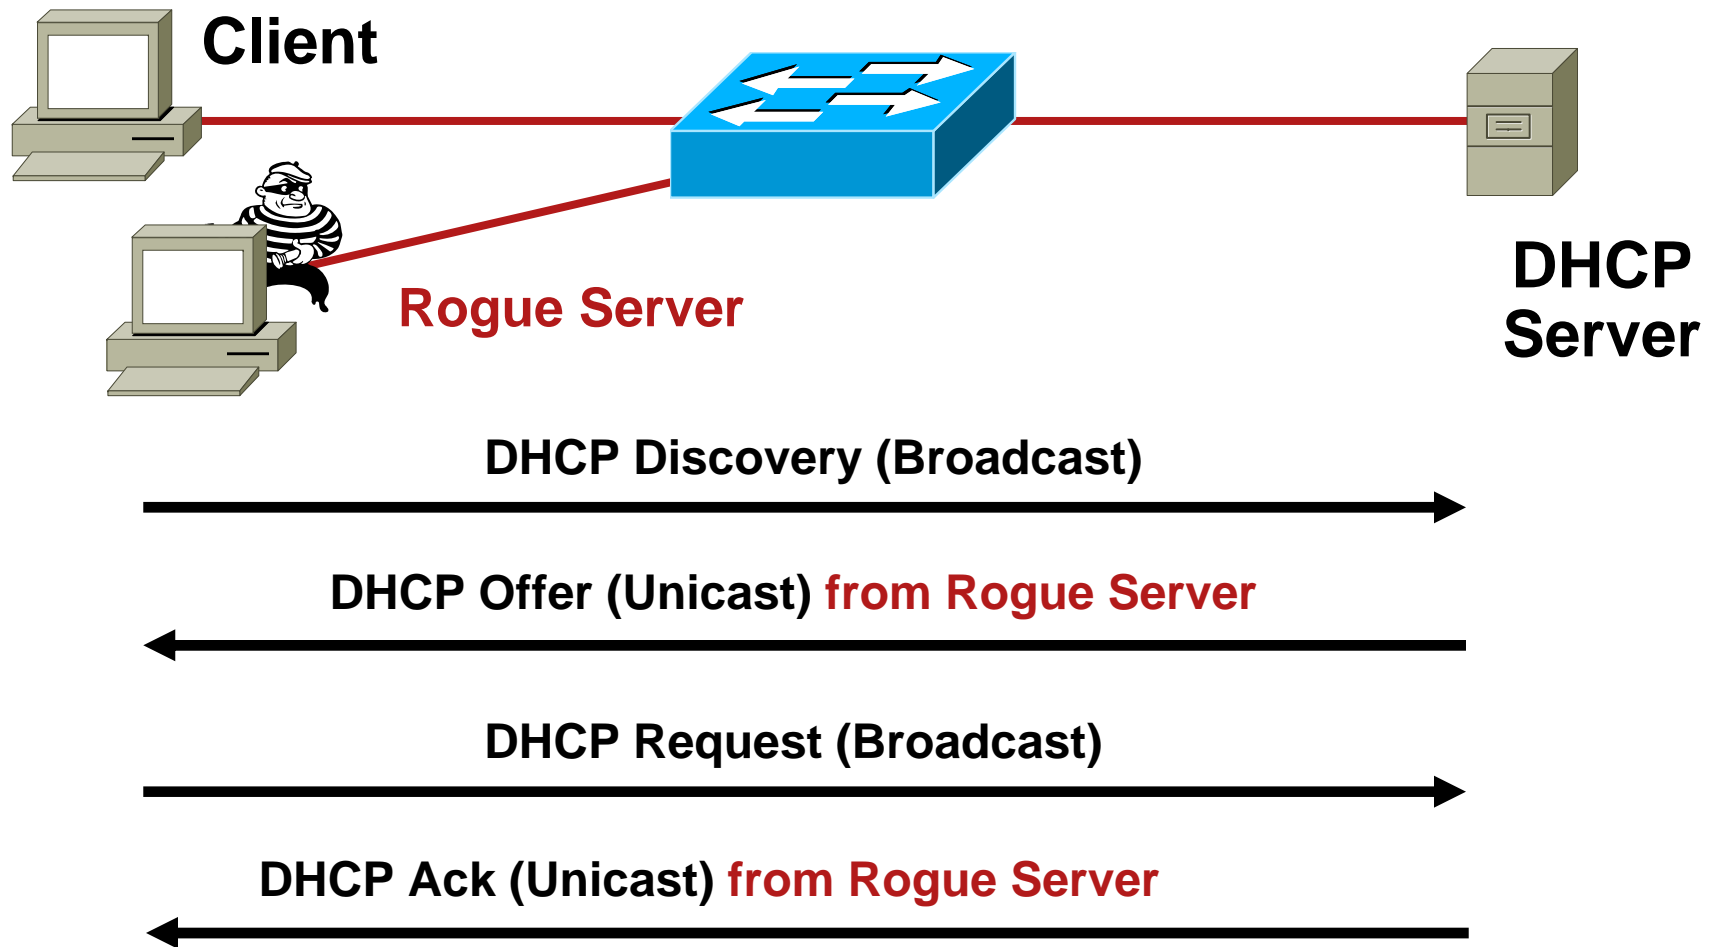 Client
Rogue Server
DHCP
Server
DHCP Discovery (Broadcast)
DHCP Offer (Unicast) from Rogue Server
DHCP Request (Broadcast)
DHCP Ack (Unicast) from Rogue Server